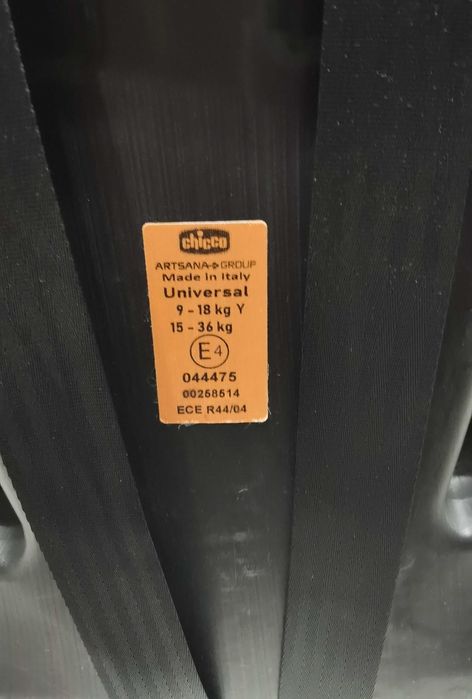 chicco
ARTSANA GROUP
Made in Italy
Universal
9 - 18 kg Y
15 - 36 kg
E4
044475
00258514
ECE R44/04